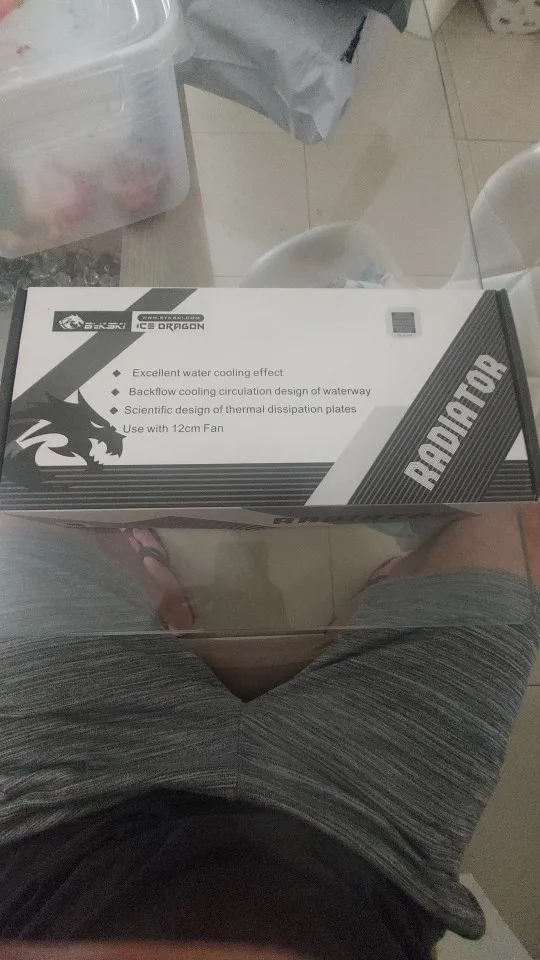 BYKSKI
WWW.BYKSKI.COM
ICE DRAGON
Excellent water cooling effect
Backflow cooling circulation design of waterway
Scientific design of thermal dissipation plates
Use with 12cm Fan
RADIATOR